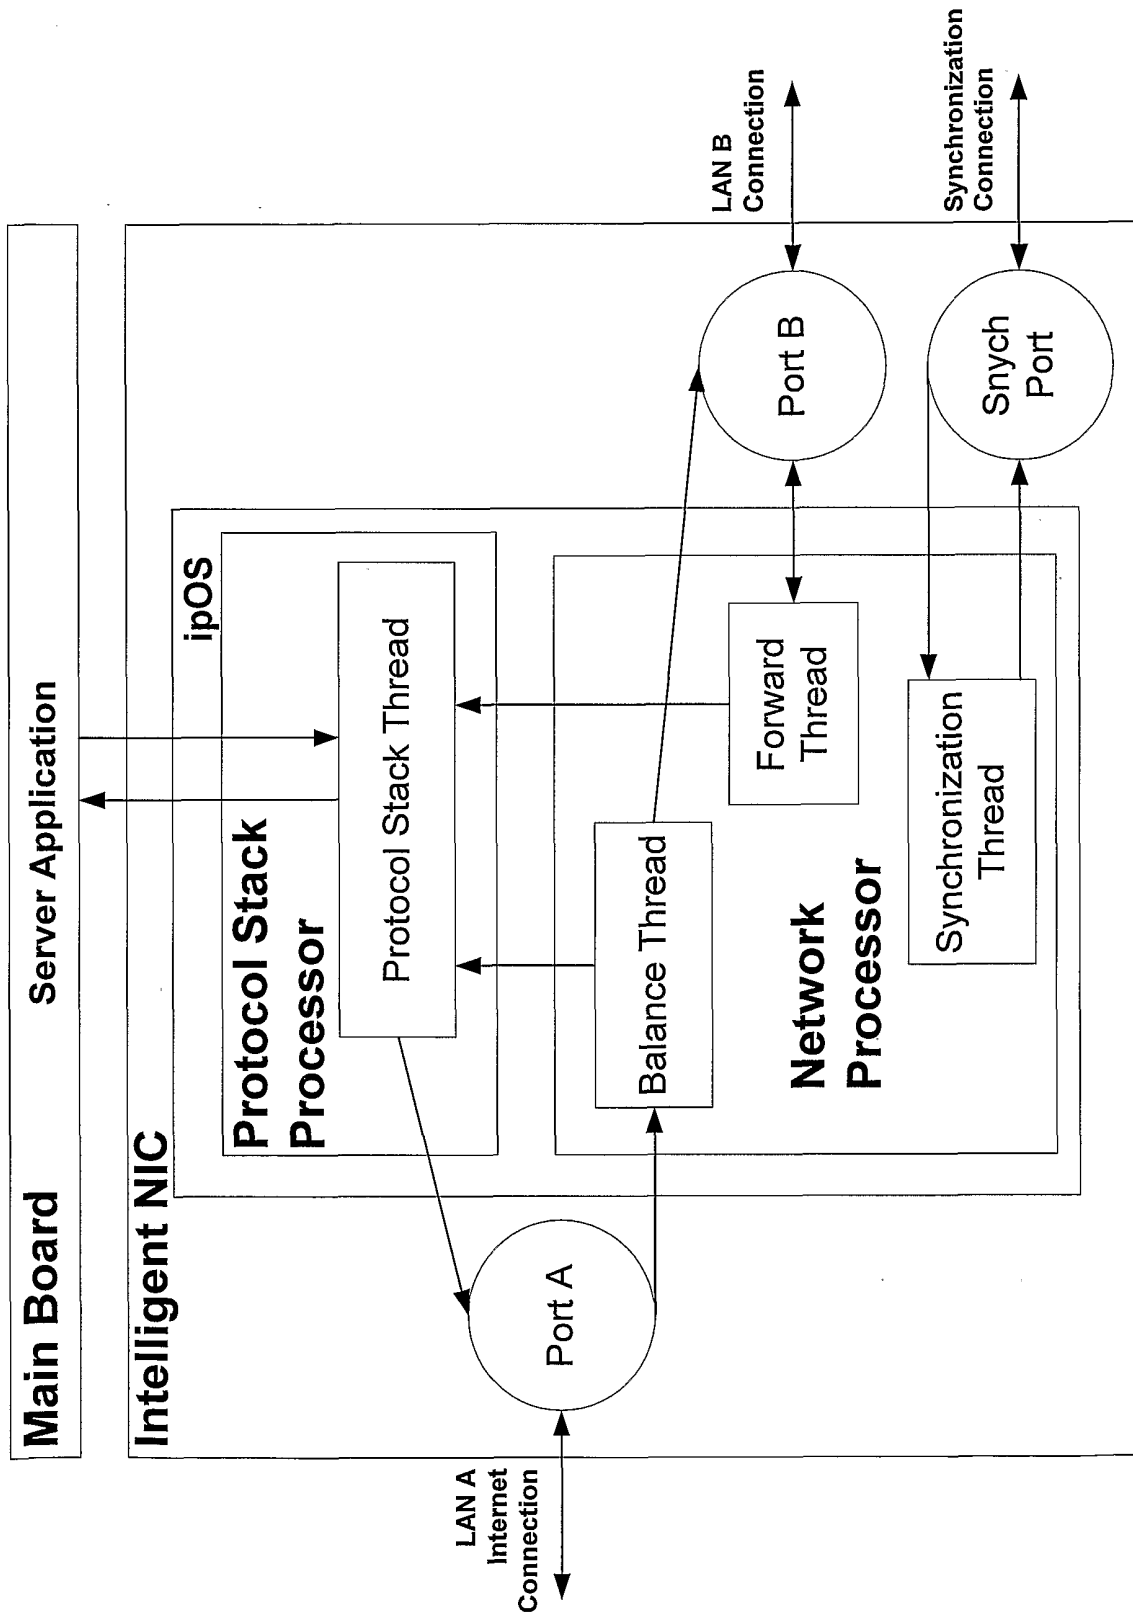 Main Board
Server Application
Intelligent NIC
ipOS
Protocol Stack
Processor
Protocol Stack Thread
LAN A
Internet
Connection
Port A
Balance Thread
Forward
Thread
Network
Processor
Synchronization
Thread
Port B
LAN B
Connection
Snych
Port
Synchronization
Connection